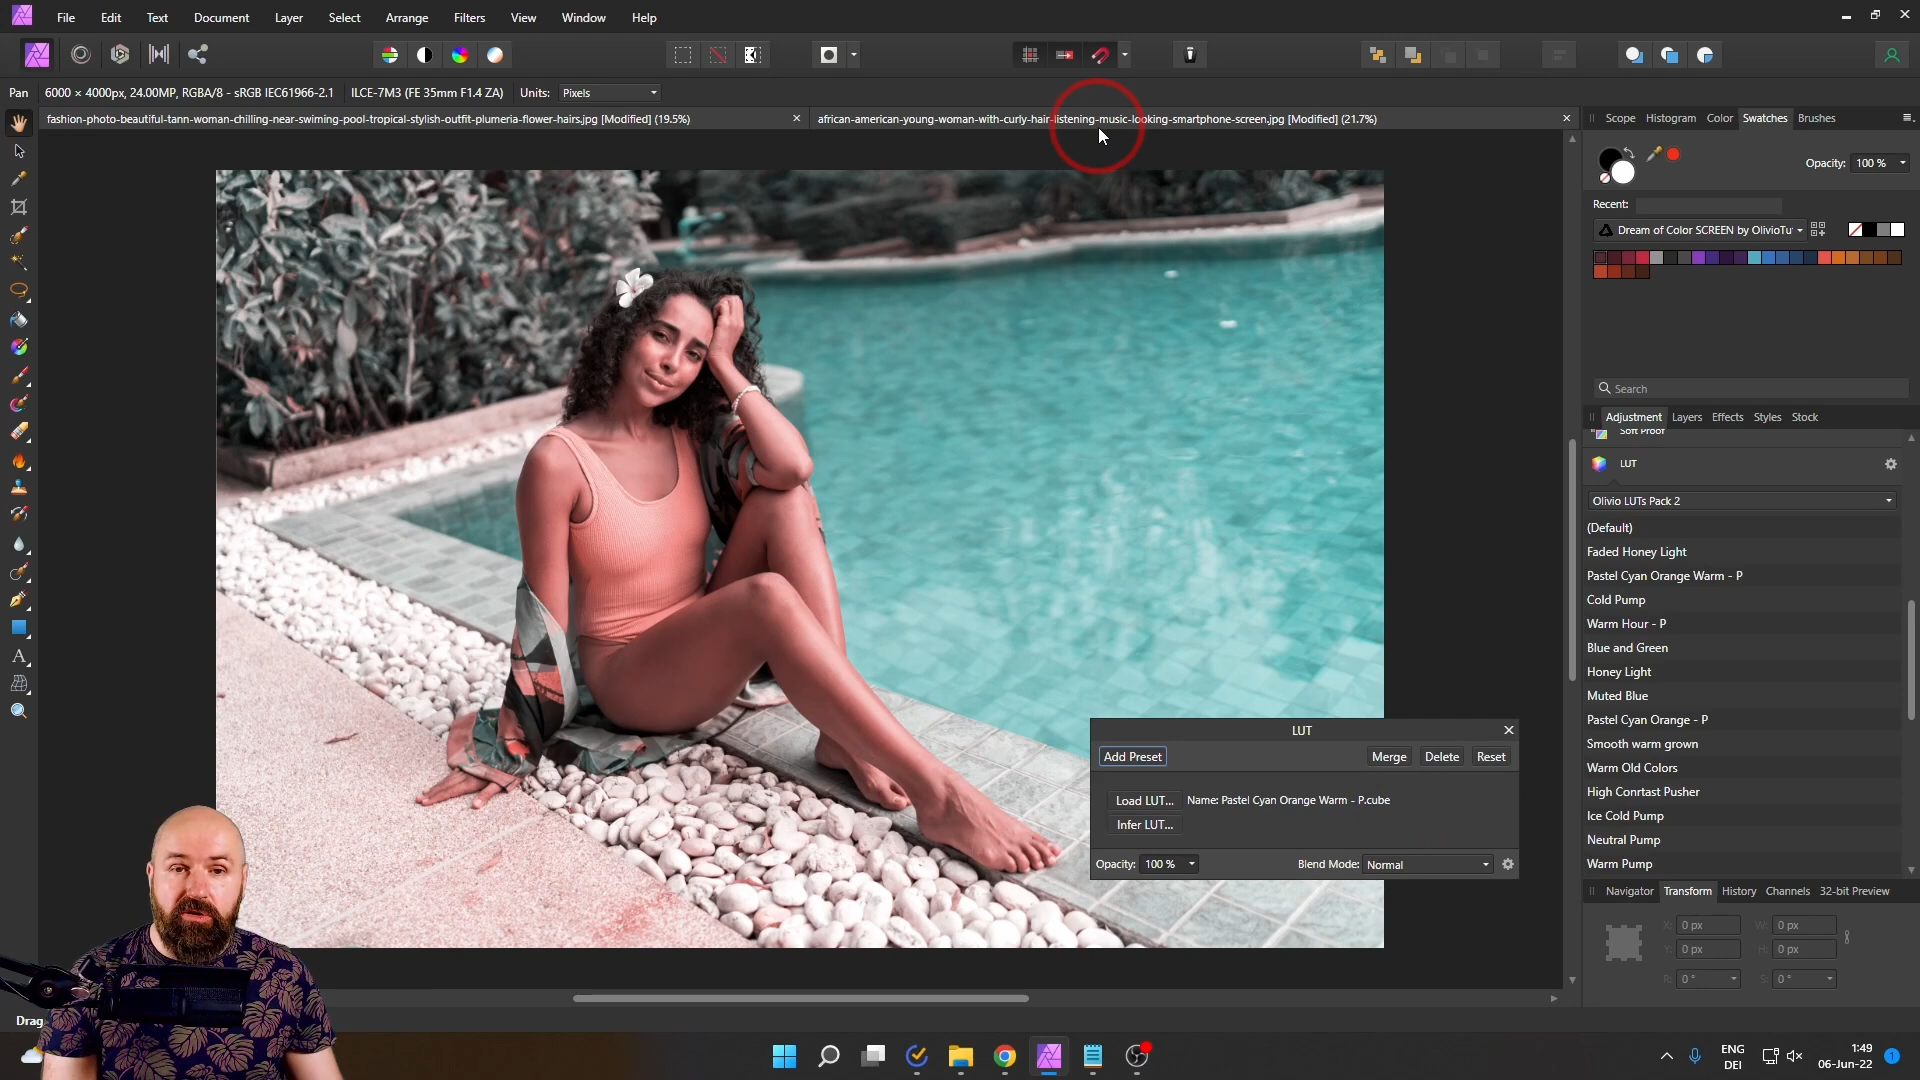 File Edit Text Document Layer Select Arrange Filters View Window Help
Pan 6000 × 4000px, 24.00MP, RGBA/8 - sRGB IEC61966-2.1 ILCE-7M3 (FE 35mm F1.4 ZA) Units: Pixels
fashion-photo-beautiful-tann-woman-chilling-near-swiming-pool-tropical-stylish-outfit-plumeria-flower-hairs.jpg [Modified] (19.5%)
african-american-young-woman-with-curly-hair-listening-music-looking-smartphone-screen.jpg [Modified] (21.7%)
Scope Histogram Color Swatches Brushes
Opacity: 100 %
Recent:
Dream of Color SCREEN by OlivioTu
Search
Adjustment Layers Effects Styles Stock
Soft Proof
LUT
Olivio LUTs Pack 2
(Default)
Faded Honey Light
Pastel Cyan Orange Warm - P
Cold Pump
Warm Hour - P
Blue and Green
Honey Light
Muted Blue
Pastel Cyan Orange - P
Smooth warm grown
Warm Old Colors
High Conrtast Pusher
Ice Cold Pump
Neutral Pump
Warm Pump
LUT
Add Preset Merge Delete Reset
Load LUT... Name: Pastel Cyan Orange Warm - P.cube
Infer LUT...
Opacity: 100 % Blend Mode: Normal
Navigator Transform History Channels 32-bit Preview
X: 0 px W: 0 px
Y: 0 px H: 0 px
R: 0 ° S: 0 °
Drag
ENG
DEI
1:49
06-Jun-22
1